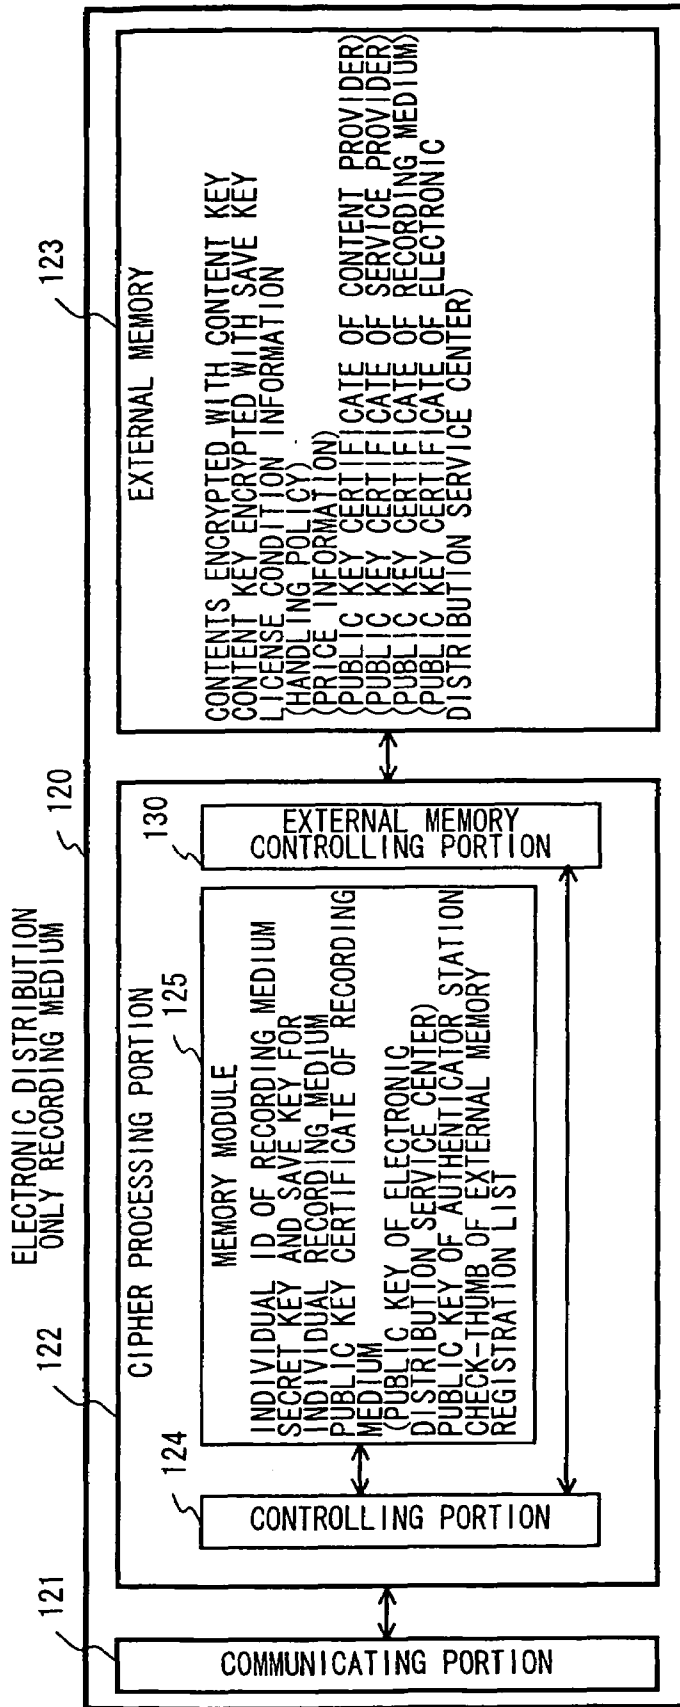 ELECTRONIC DISTRIBUTION
ONLY RECORDING MEDIUM
120
121
COMMUNICATING PORTION
122
CIPHER PROCESSING PORTION
124
CONTROLLING PORTION
125
MEMORY MODULE
INDIVIDUAL ID OF RECORDING MEDIUM
SECRET KEY AND SAVE KEY FOR
INDIVIDUAL RECORDING MEDIUM
PUBLIC KEY CERTIFICATE OF RECORDING
MEDIUM
(PUBLIC KEY OF ELECTRONIC
DISTRIBUTION SERVICE CENTER)
PUBLIC KEY OF AUTHENTICATOR STATION
CHECK-THUMB OF EXTERNAL MEMORY
REGISTRATION LIST
130
EXTERNAL MEMORY
CONTROLLING PORTION
123
EXTERNAL MEMORY
CONTENTS ENCRYPTED WITH CONTENT KEY
CONTENT KEY ENCRYPTED WITH SAVE KEY
LICENSE CONDITION INFORMATION
(HANDLING POLICY)
(PRICE INFORMATION)
(PUBLIC KEY CERTIFICATE OF CONTENT PROVIDER)
(PUBLIC KEY CERTIFICATE OF SERVICE PROVIDER)
(PUBLIC KEY CERTIFICATE OF RECORDING MEDIUM)
(PUBLIC KEY CERTIFICATE OF ELECTRONIC
DISTRIBUTION SERVICE CENTER)